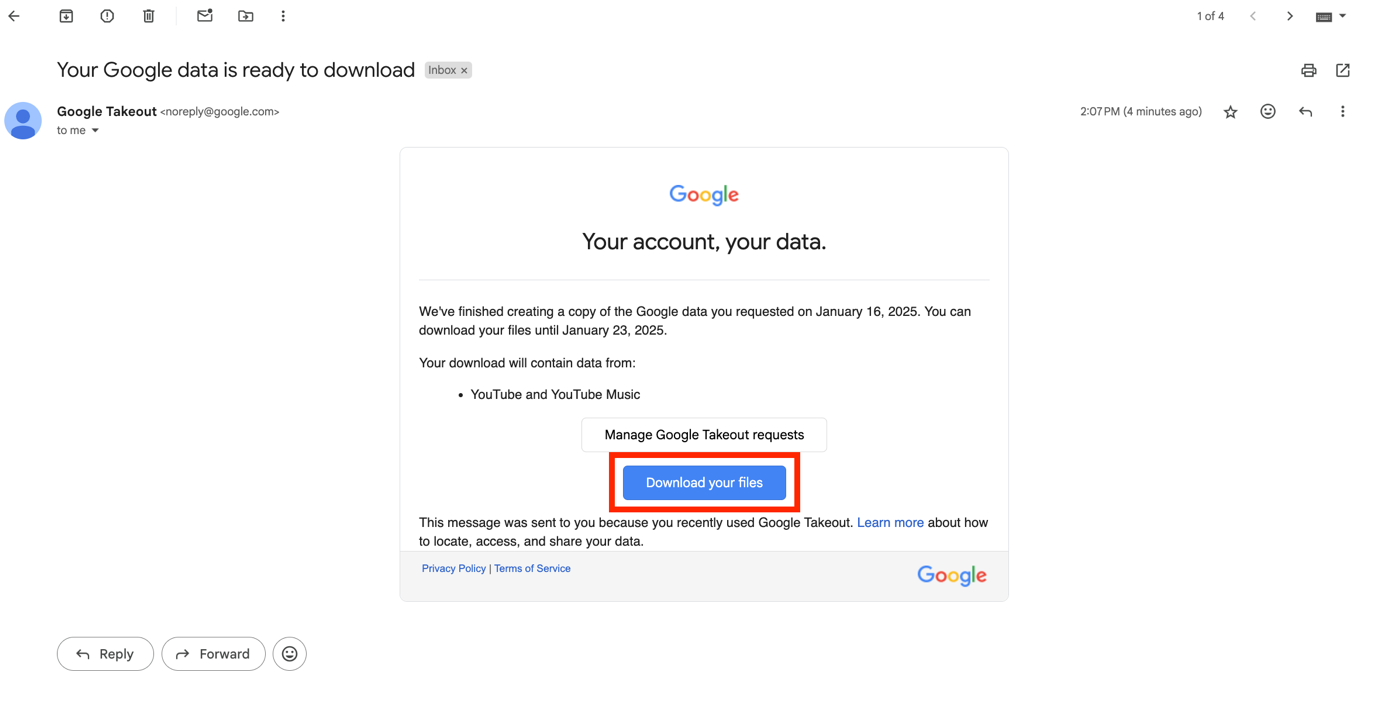 1 of 4
Your Google data is ready to download Inbox ×
Google Takeout <noreply@google.com> 2:07 PM (4 minutes ago)
to me
Google
Your account, your data.
We've finished creating a copy of the Google data you requested on January 16, 2025. You can
download your files until January 23, 2025.
Your download will contain data from:
• YouTube and YouTube Music
Manage Google Takeout requests
Download your files
This message was sent to you because you recently used Google Takeout. Learn more about how
to locate, access, and share your data.
Privacy Policy | Terms of Service Google
Reply Forward